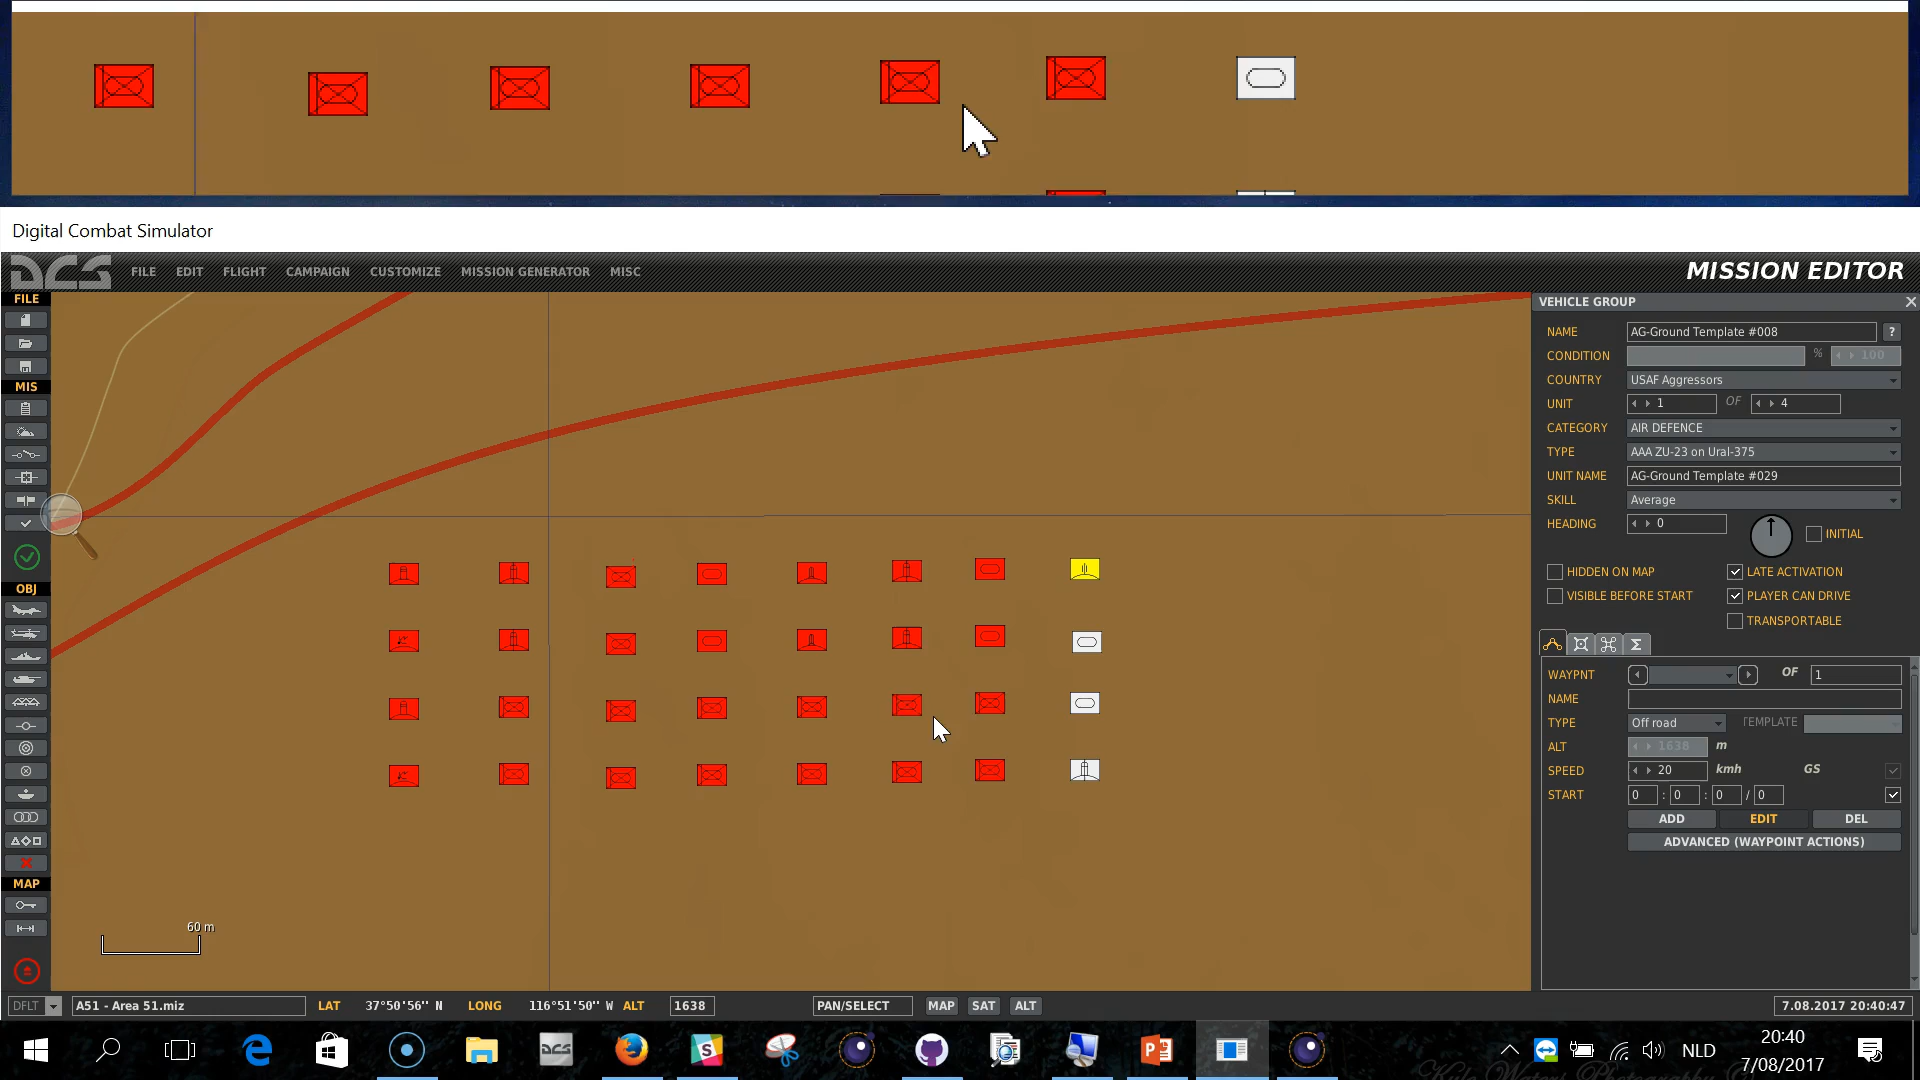 Digital Combat Simulator
DCS FILE EDIT FLIGHT CAMPAIGN CUSTOMIZE MISSION GENERATOR MISC MISSION EDITOR
FILE
MIS
OBJ
MAP
60 m
VEHICLE GROUP
NAME AG-Ground Template #008 ?
CONDITION % 100
COUNTRY USAF Aggressors
UNIT 1 OF 4
CATEGORY AIR DEFENCE
TYPE AAA ZU-23 on Ural-375
UNIT NAME AG-Ground Template #029
SKILL Average
HEADING 0 INITIAL
HIDDEN ON MAP LATE ACTIVATION
VISIBLE BEFORE START PLAYER CAN DRIVE
TRANSPORTABLE
WAYPNT OF 1
NAME
TYPE Off road TEMPLATE
ALT 1638 m
SPEED 20 kmh GS
START 0 : 0 : 0 / 0
ADD EDIT DEL
ADVANCED (WAYPOINT ACTIONS)
DFLT A51 - Area 51.miz LAT 37°50'56'' N LONG 116°51'50'' W ALT 1638 PAN/SELECT MAP SAT ALT 7.08.2017 20:40:47
DCS NLD 20:40
7/08/2017